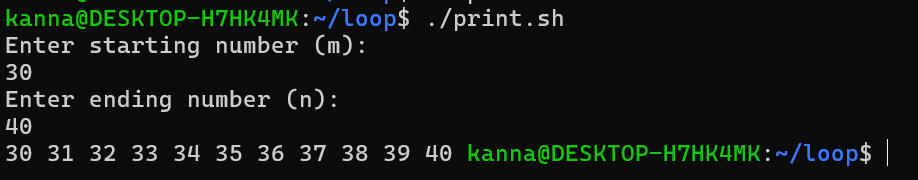 kanna@DESKTOP-H7HK4MK:~/loop$ ./print.sh
Enter starting number (m):
30
Enter ending number (n):
40
30 31 32 33 34 35 36 37 38 39 40 kanna@DESKTOP-H7HK4MK:~/loop$